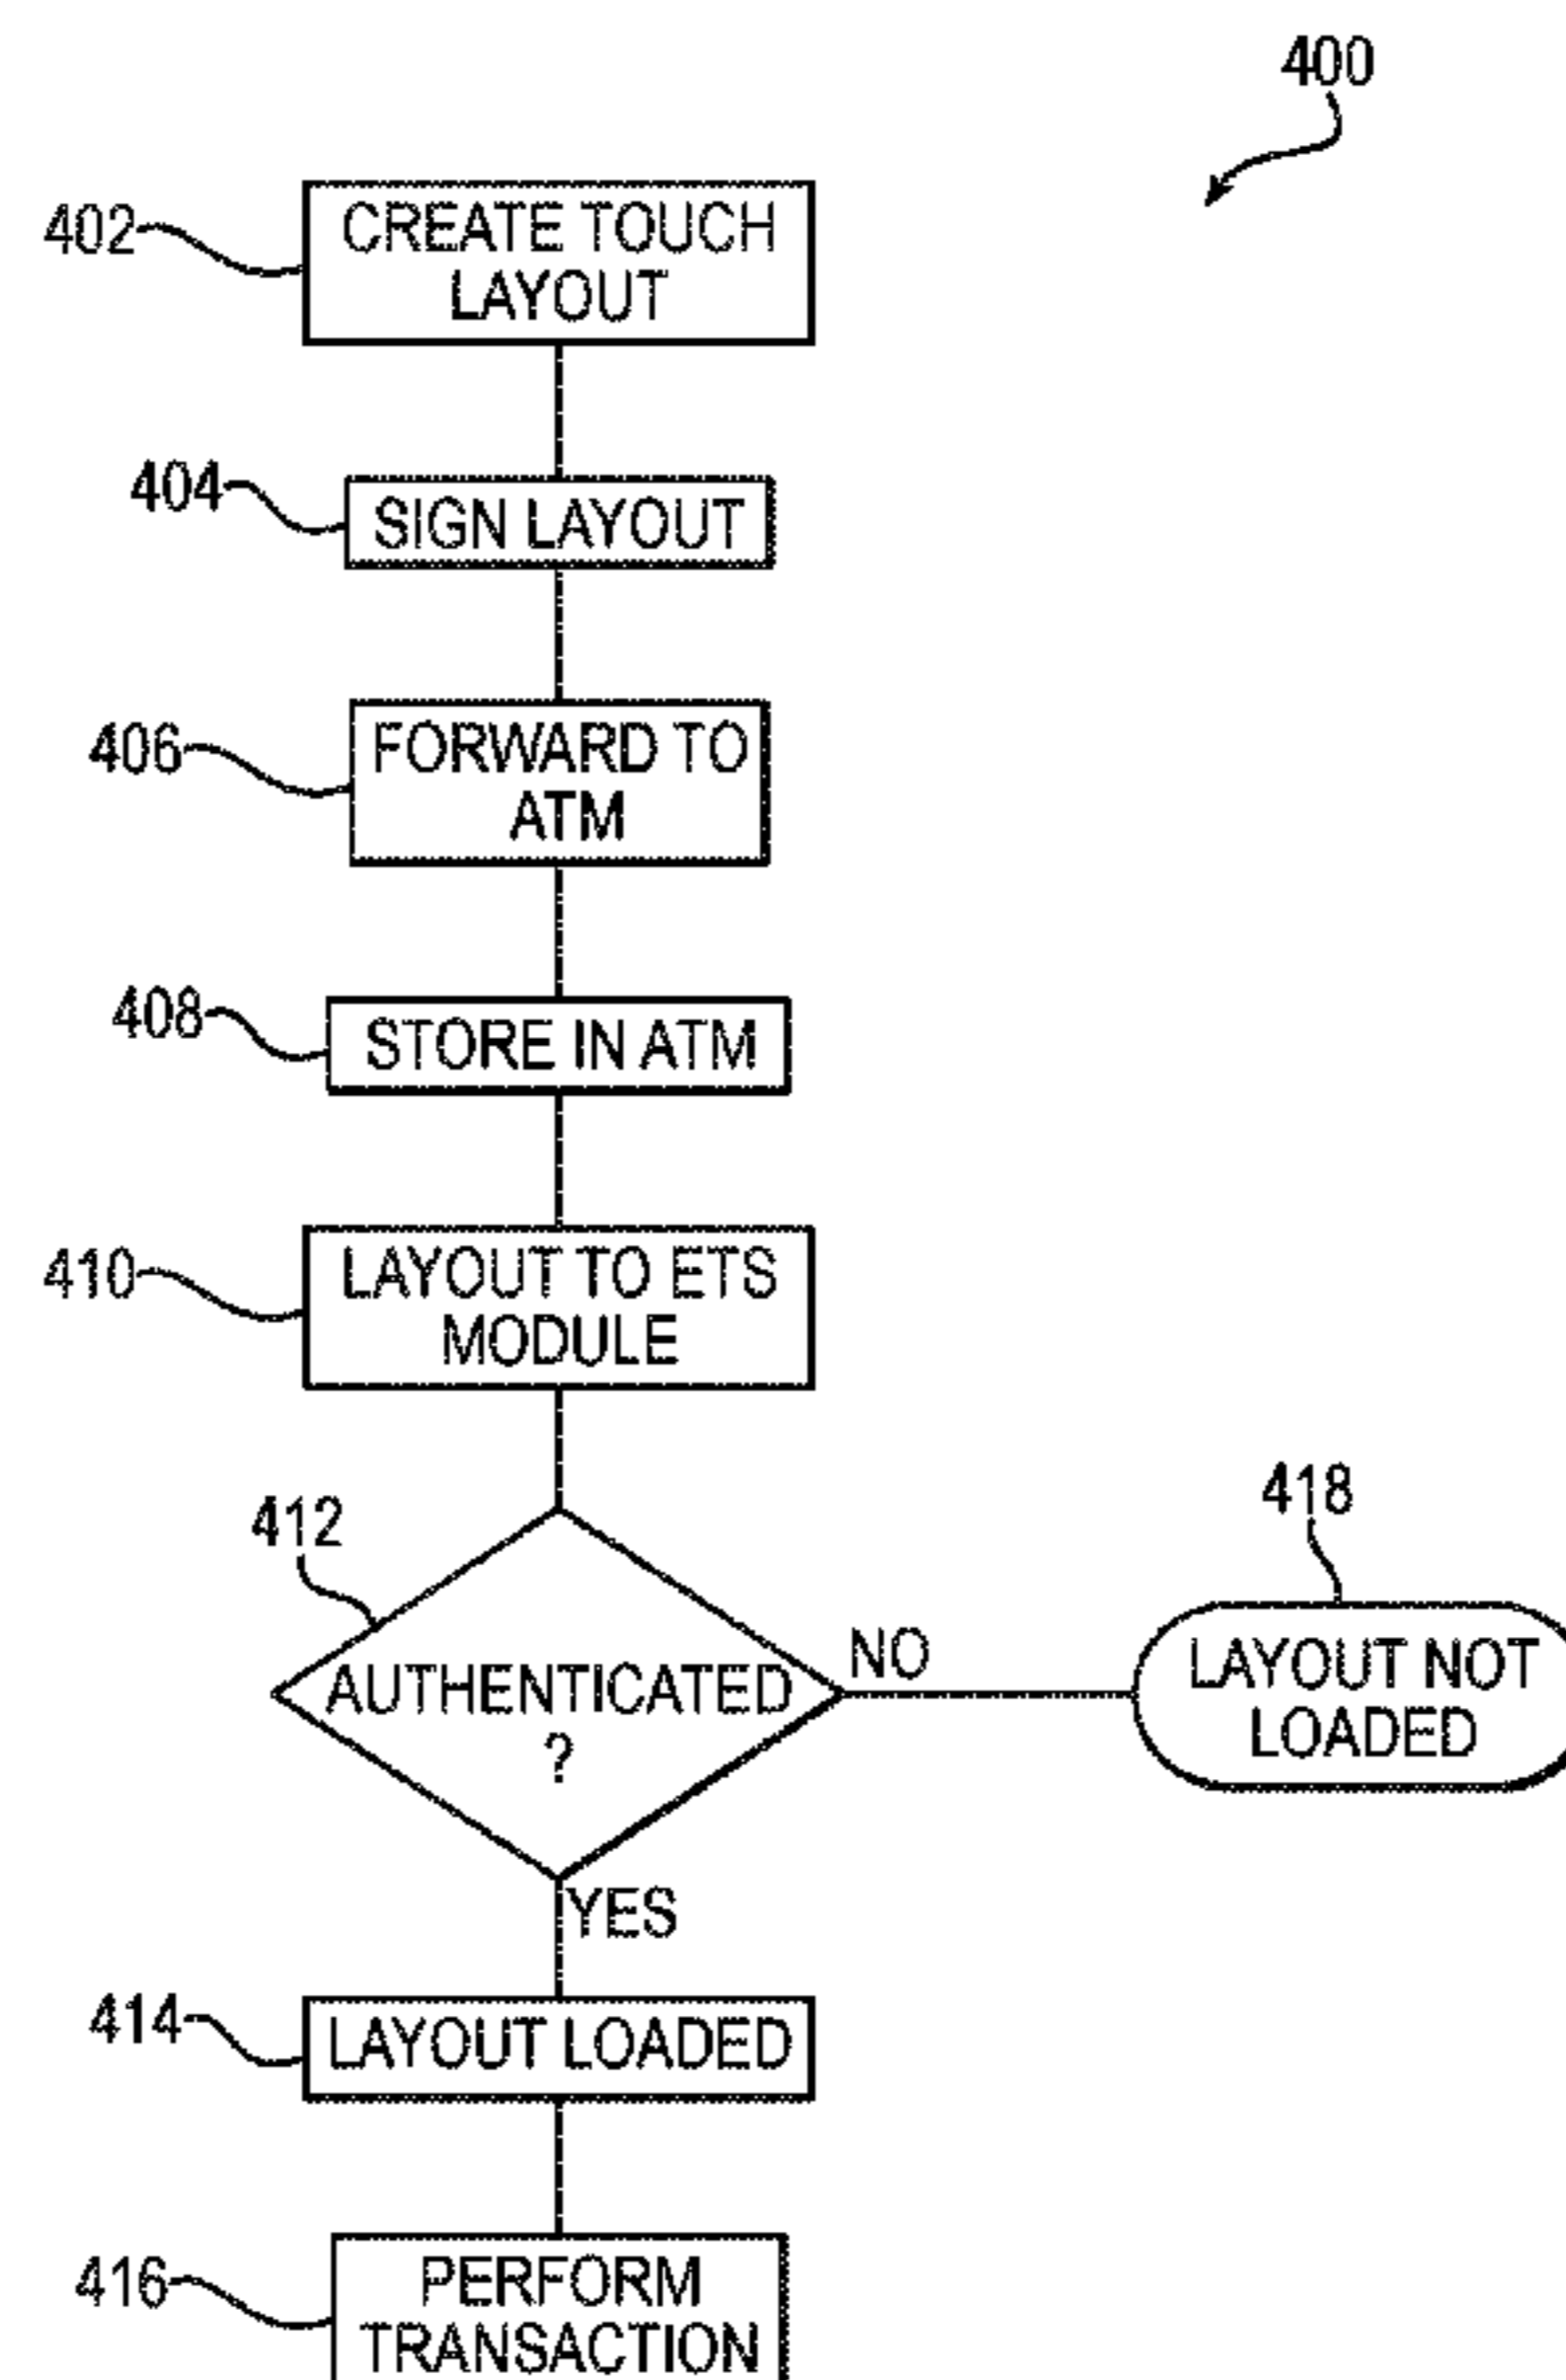 400
402
CREATE TOUCH
LAYOUT
404
SIGN LAYOUT
406
FORWARD TO
ATM
408
STORE IN ATM
410
LAYOUT TO ETS
MODULE
412
AUTHENTICATED
?
NO
418
LAYOUT NOT
LOADED
YES
414
LAYOUT LOADED
416
PERFORM
TRANSACTION